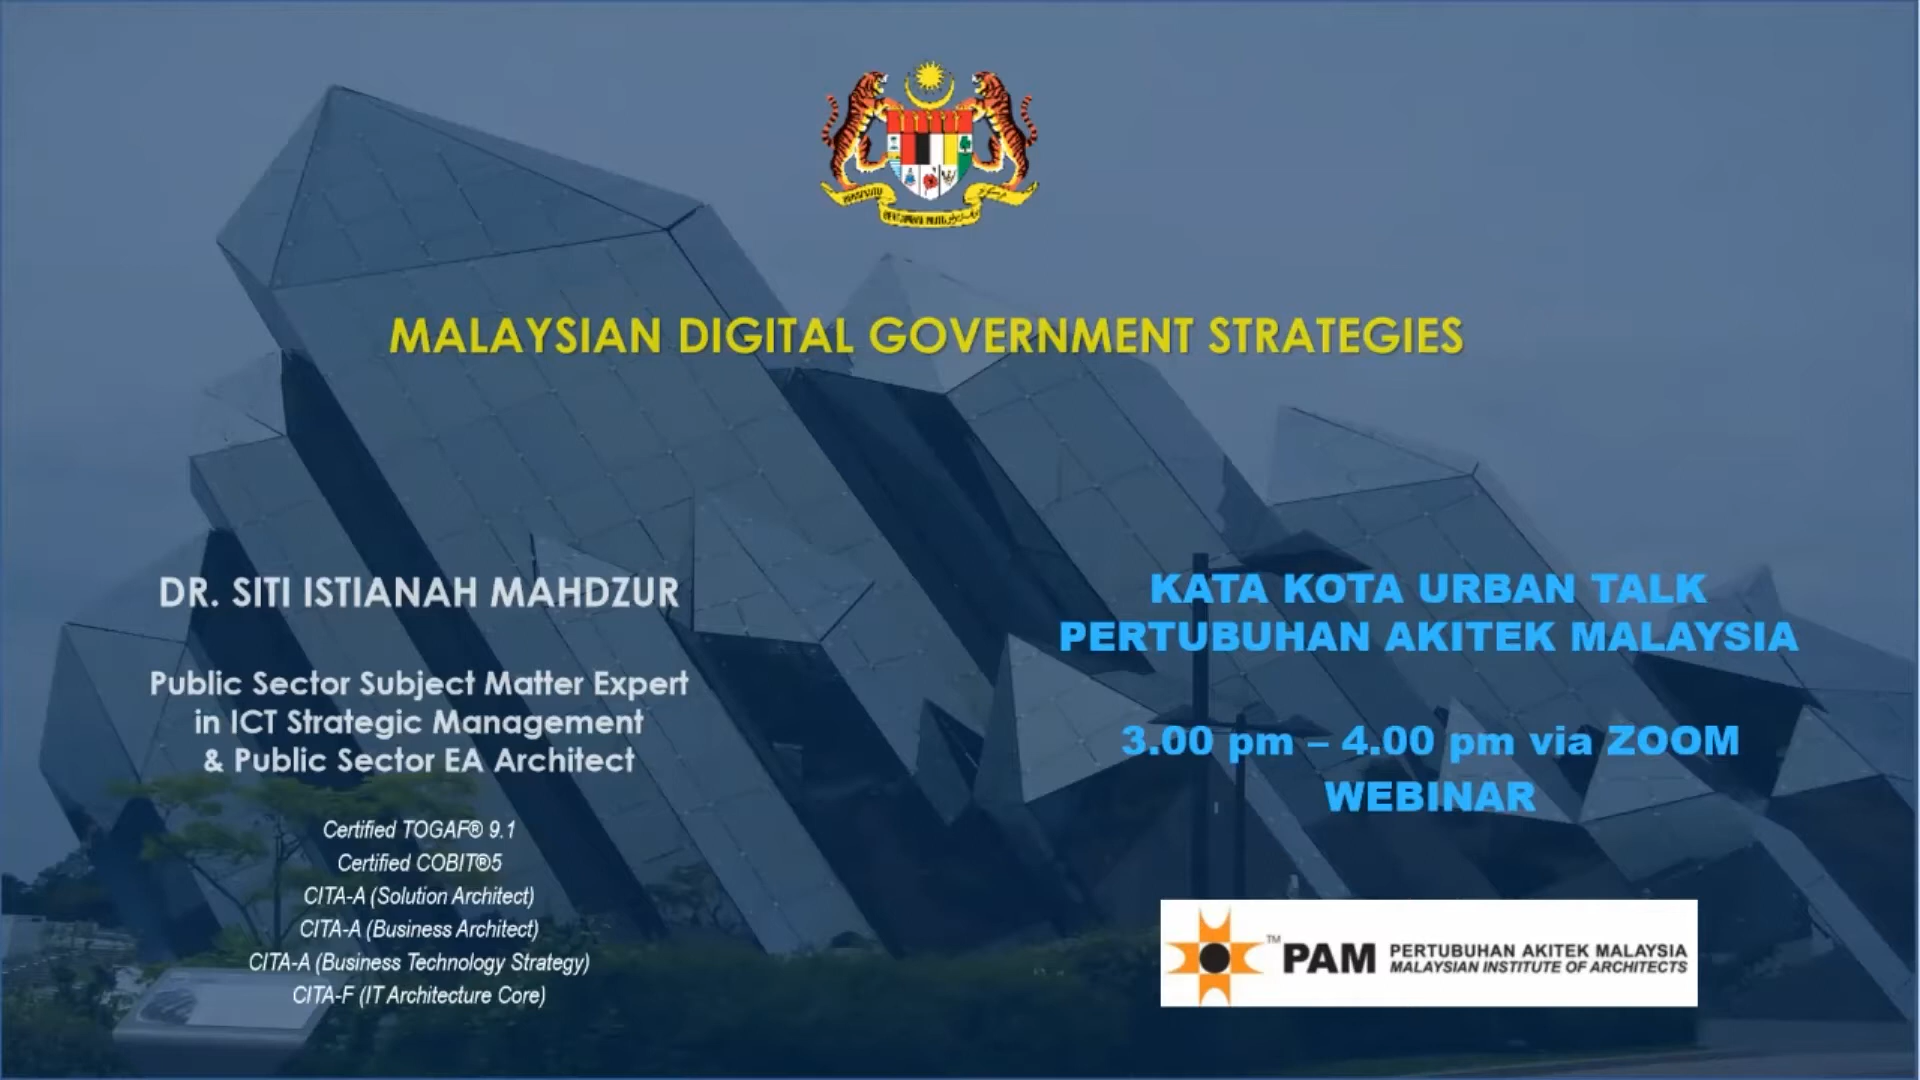 MALAYSIAN DIGITAL GOVERNMENT STRATEGIES
DR. SITI ISTIANAH MAHDZUR
Public Sector Subject Matter Expert
in ICT Strategic Management
& Public Sector EA Architect
Certified TOGAF® 9.1
Certified COBIT®5
CITA-A (Solution Architect)
CITA-A (Business Architect)
CITA-A (Business Technology Strategy)
CITA-F (IT Architecture Core)
KATA KOTA URBAN TALK
PERTUBUHAN AKITEK MALAYSIA
3.00 pm – 4.00 pm via ZOOM
WEBINAR
™ PAM
PERTUBUHAN AKITEK MALAYSIA
MALAYSIAN INSTITUTE OF ARCHITECTS